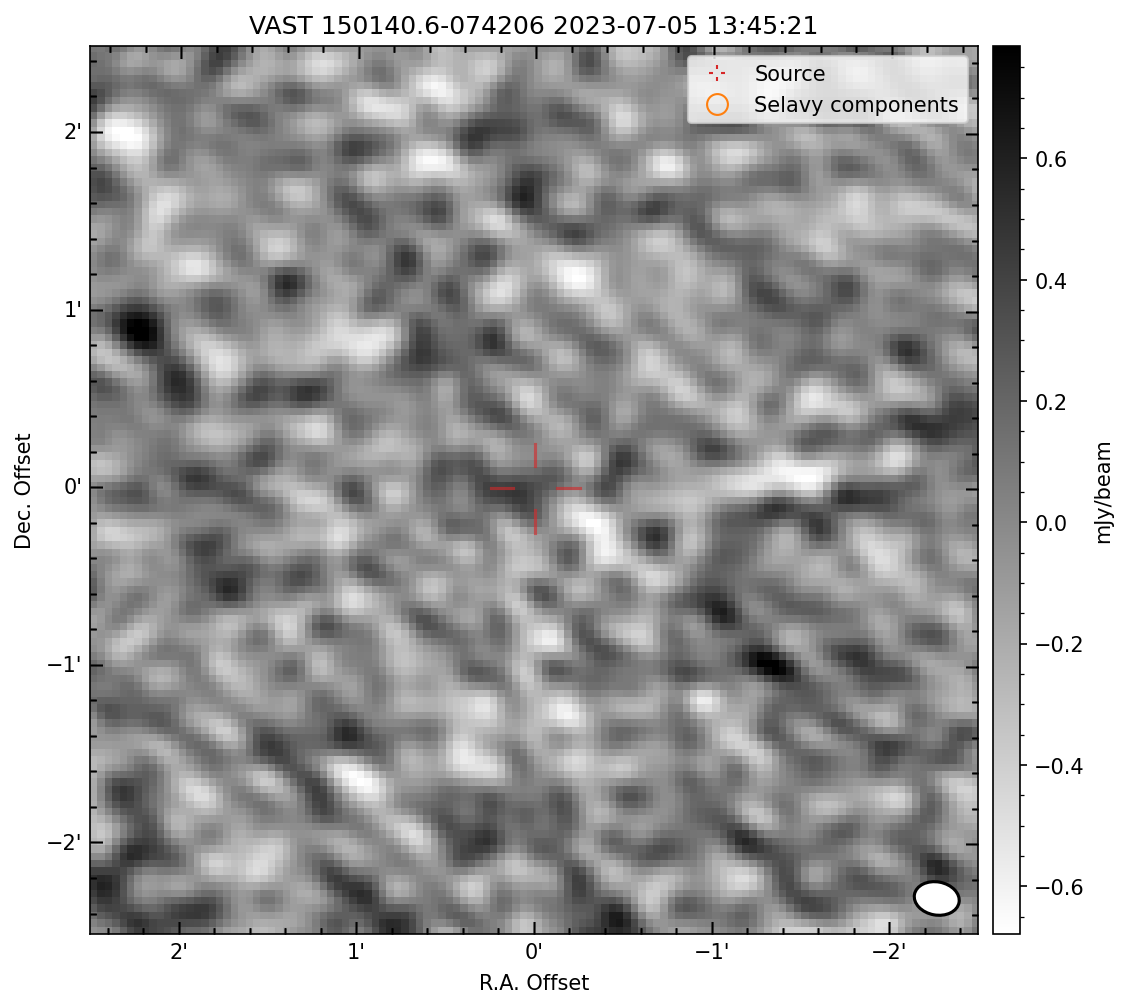 VAST 150140.6-074206 2023-07-05 13:45:21
Source
Selavy components
2'
1'
0'
−1'
−2'
Dec. Offset
2'
1'
0'
−1'
−2'
R.A. Offset
0.6
0.4
0.2
0.0
−0.2
−0.4
−0.6
mJy/beam